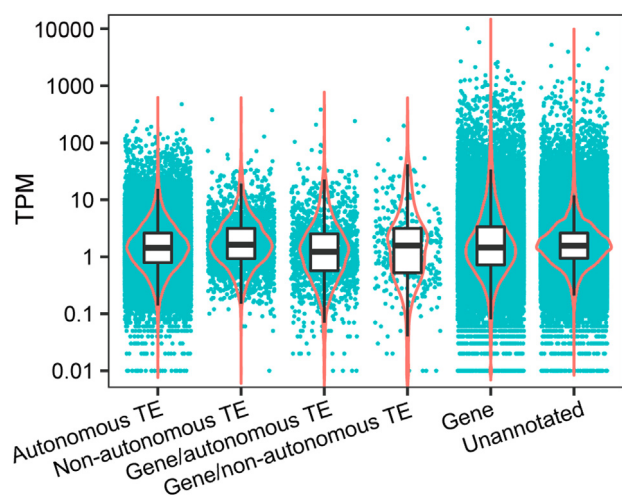 TPM
10000
1000
100
10
1
0.1
0.01
Autonomous TE
Non-autonomous TE
Gene/autonomous TE
Gene/non-autonomous TE
Gene
Unannotated